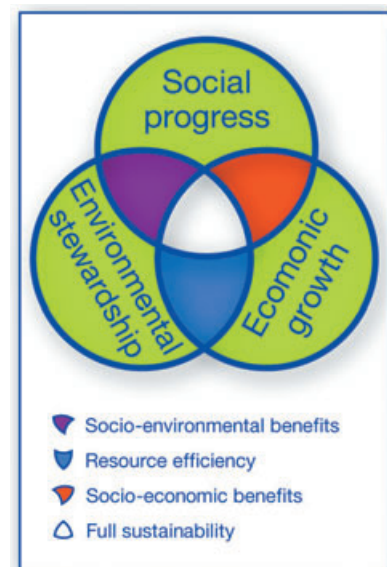 Social
progress
Environmental
stewardship
Ecomonic
growth
Socio-environmental benefits
Resource efficiency
Socio-economic benefits
Full sustainability